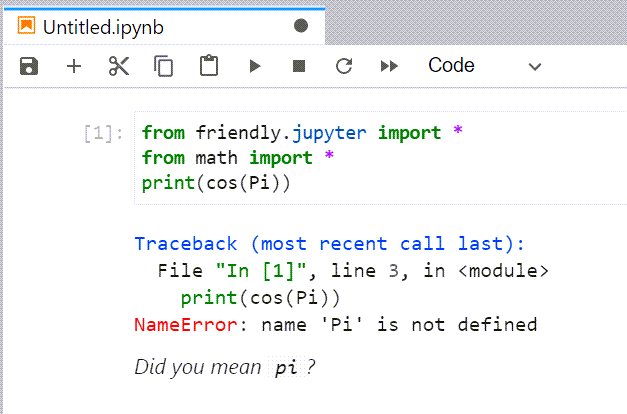 Untitled.ipynb
Code
[1]: from friendly.jupyter import *
from math import *
print(cos(Pi))
Traceback (most recent call last):
  File "In [1]", line 3, in <module>
    print(cos(Pi))
NameError: name 'Pi' is not defined
Did you mean pi?